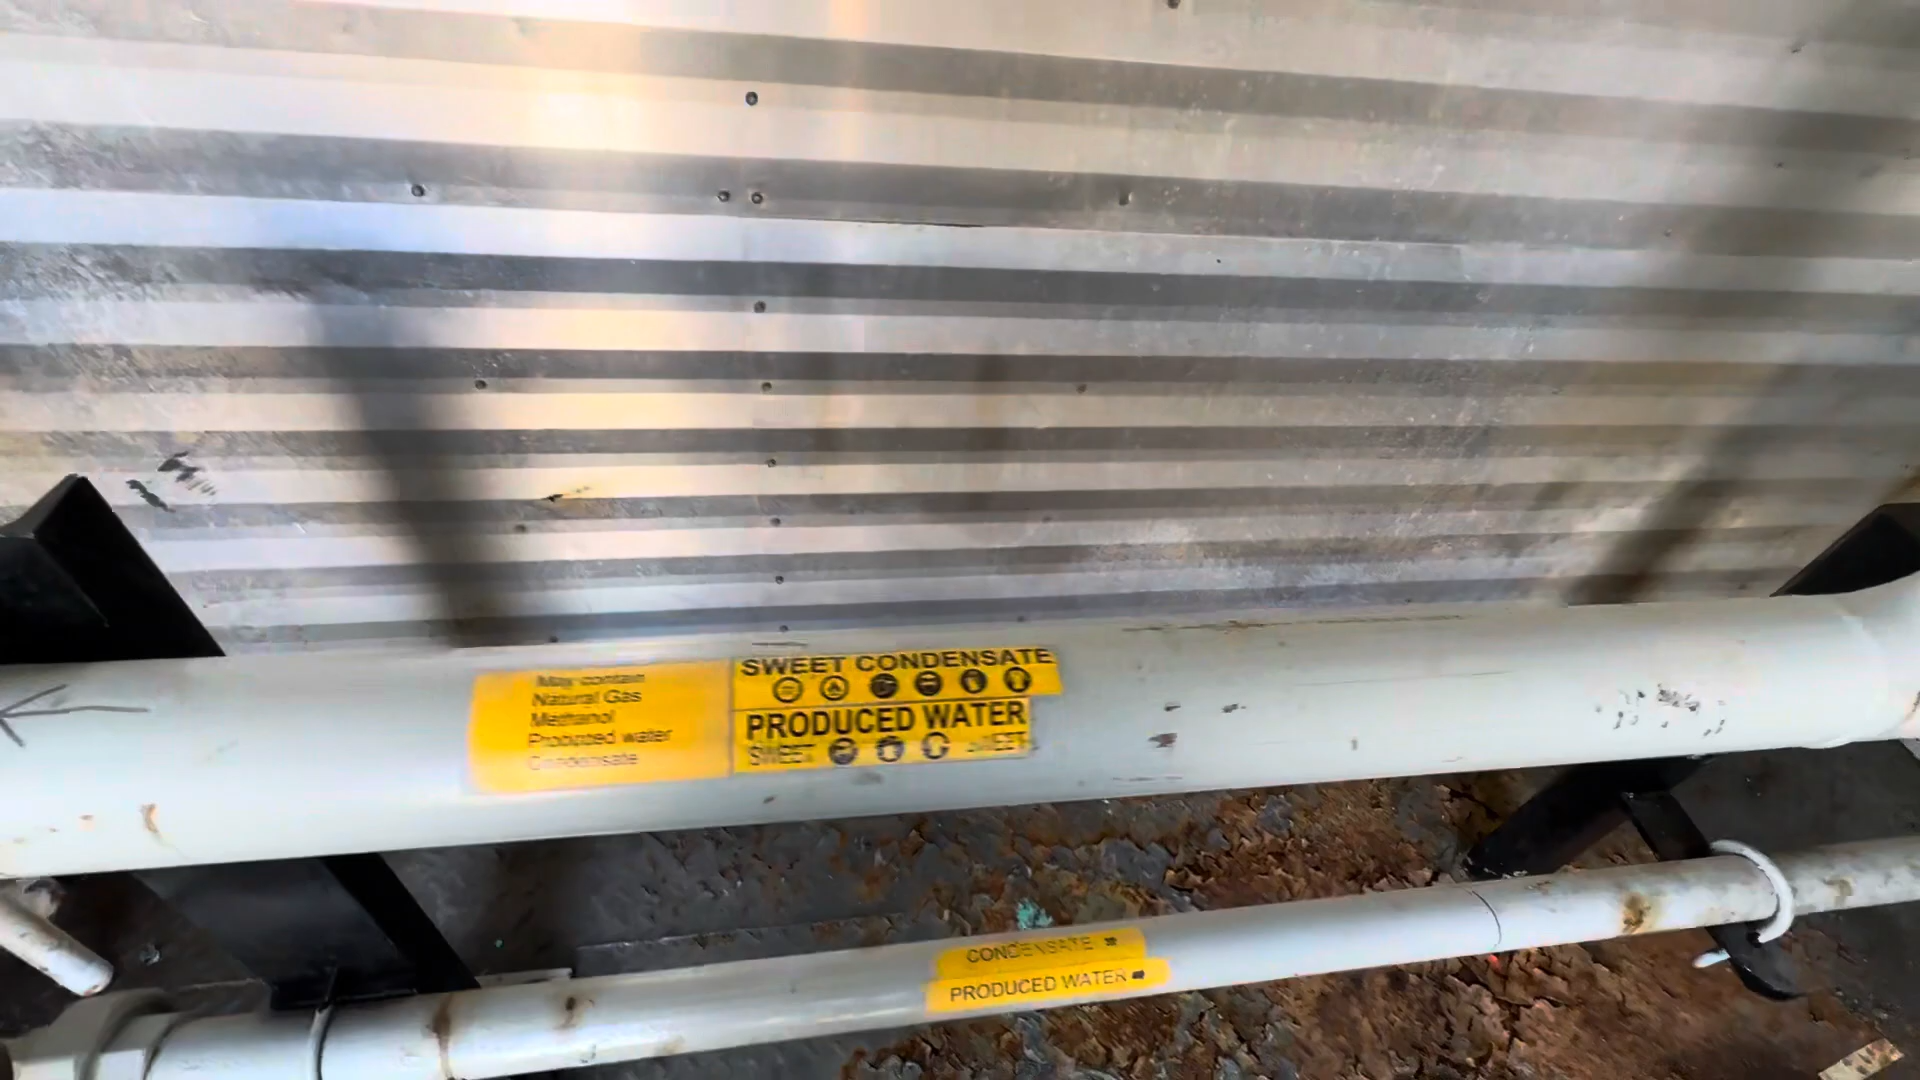 May contain
Natural Gas
Methanol
Produced water
Condensate
SWEET CONDENSATE
PRODUCED WATER
SWEET SWEET
CONDENSATE
PRODUCED WATER